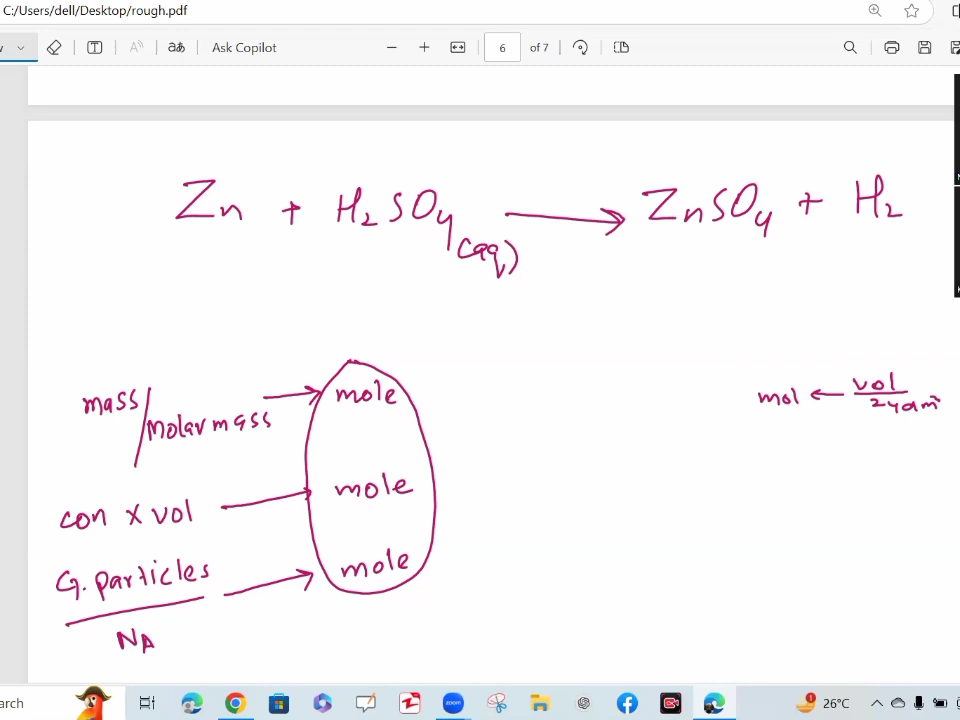 C:/Users/dell/Desktop/rough.pdf
Ask Copilot
6 of 7
Zn + H2SO4(aq) → ZnSO4 + H2
mass/Molar mass → mole
mol ← vol/24dm³
con x vol → mole
G. particles → mole
NA
zoom
26°C